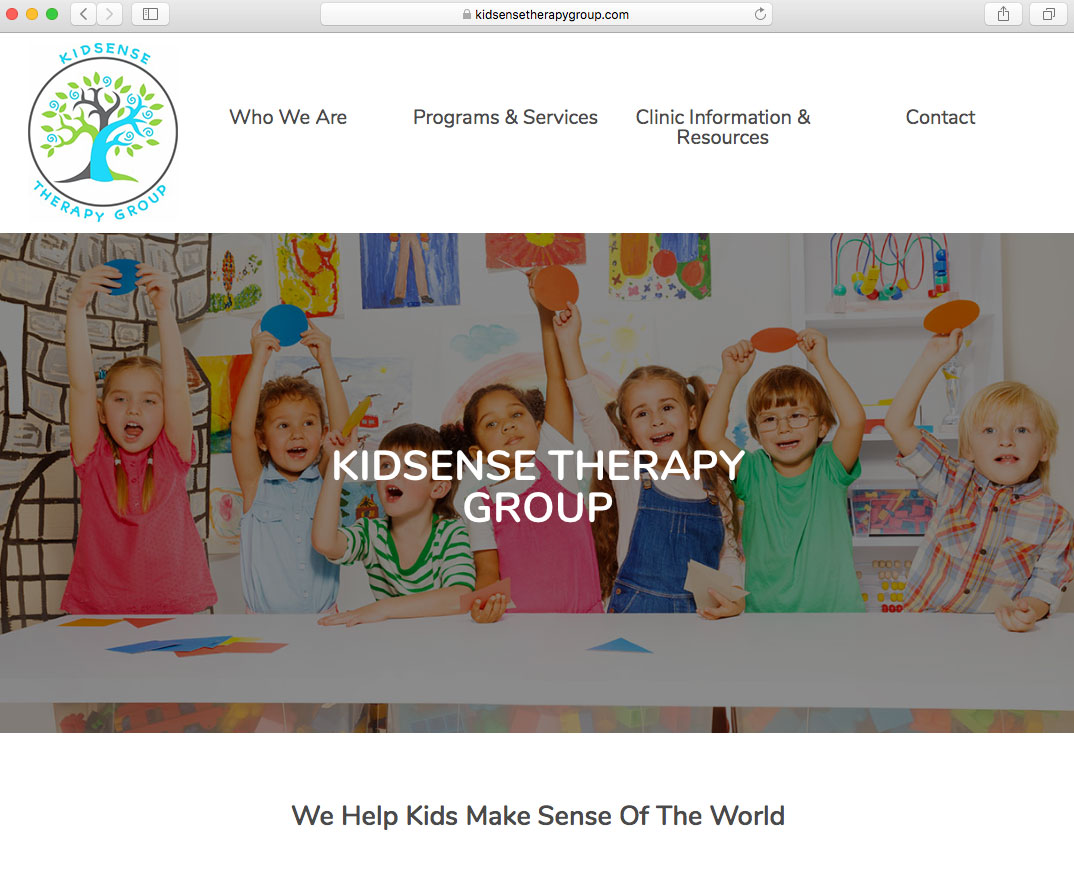 kidsensetherapygroup.com
KIDSENSE
THERAPY GROUP
Who We Are
Programs & Services
Clinic Information &
Resources
Contact
KIDSENSE THERAPY
GROUP
We Help Kids Make Sense Of The World